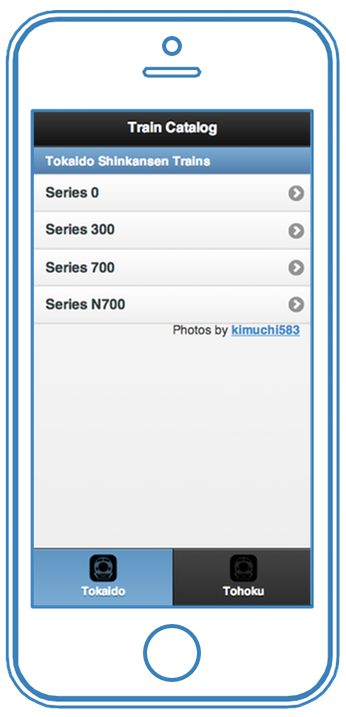 Train Catalog
Tokaido Shinkansen Trains
Series 0
Series 300
Series 700
Series N700
Photos by kimuchi583
Tokaido Tohoku